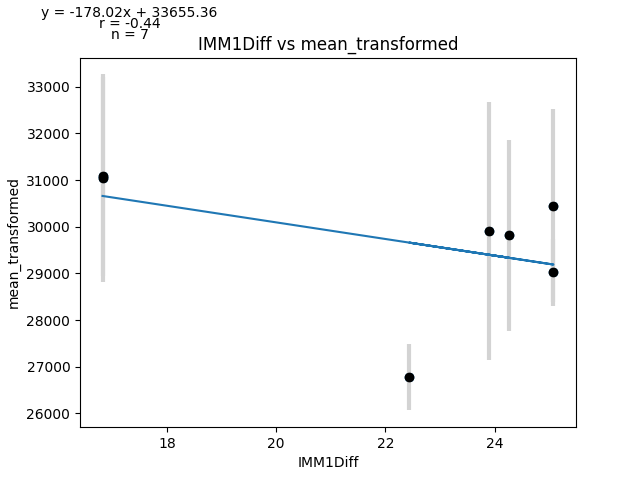 y = -178.02x + 33655.36
r = -0.44
n = 7
IMM1Diff vs mean_transformed
33000
32000
31000
30000
29000
28000
27000
26000
mean_transformed
18
20
22
24
IMM1Diff